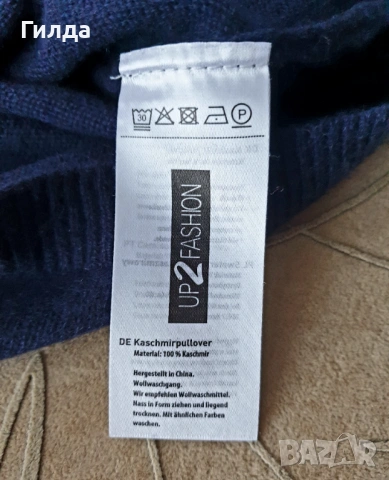 Гилда
30
P
UP2FASHION
DE Kaschmirpullover
Material: 100 % Kaschmir
Hergestellt in China.
Wollwaschgang.
Wir empfehlen Wollwaschmittel.
Nass in Form ziehen und liegend
trocknen. Mit ähnlichen Farben
waschen.
BAZAR